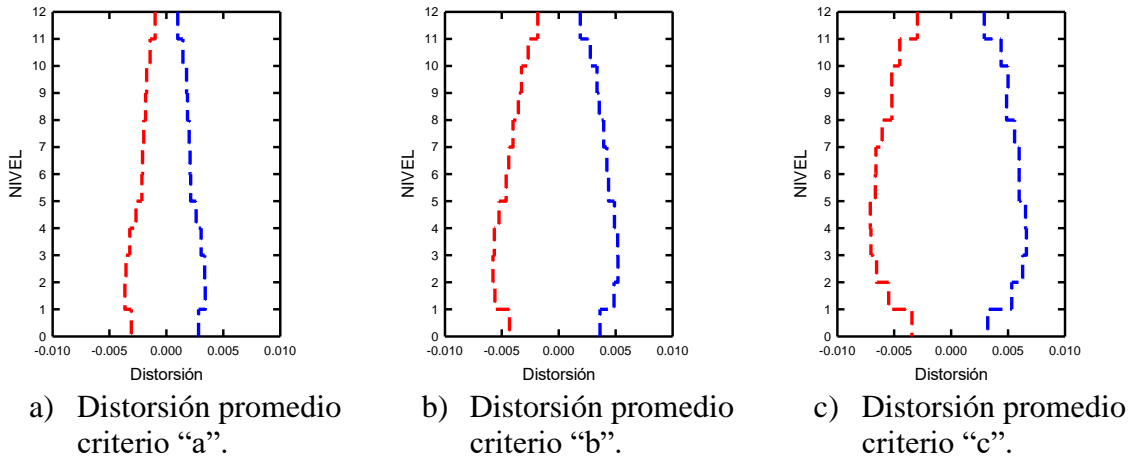 12
11
10
9
8
7
6
5
4
3
2
1
0
NIVEL
-0.010 -0.005 0.000 0.005 0.010
Distorsión
a) Distorsión promedio
criterio “a”.
12
11
10
9
8
7
6
5
4
3
2
1
0
NIVEL
-0.010 -0.005 0.000 0.005 0.010
Distorsión
b) Distorsión promedio
criterio “b”.
12
11
10
9
8
7
6
5
4
3
2
1
0
NIVEL
-0.010 -0.005 0.000 0.005 0.010
Distorsión
c) Distorsión promedio
criterio “c”.